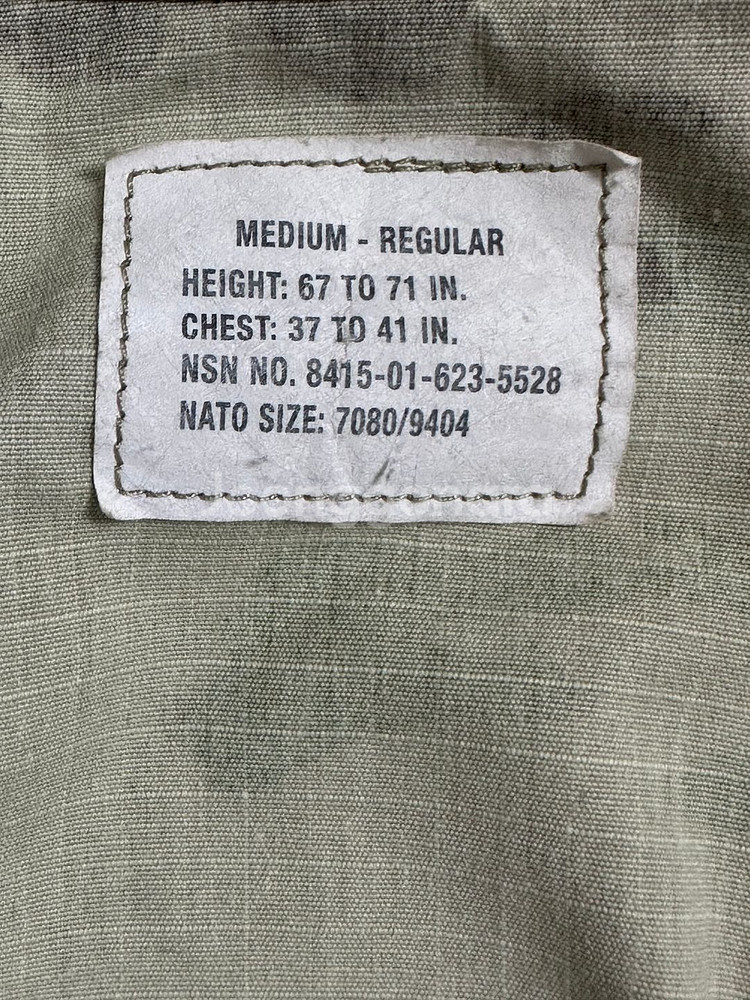 MEDIUM - REGULAR
HEIGHT: 67 TO 71 IN.
CHEST: 37 TO 41 IN.
NSN NO. 8415-01-623-5528
NATO SIZE: 7080/9404